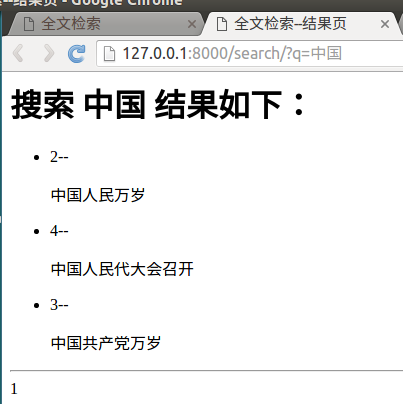 --结果页 - Google Chrome
全文检索
全文检索--结果页
127.0.0.1:8000/search/?q=中国
搜索 中国 结果如下：
2--
中国人民万岁
4--
中国人民代大会召开
3--
中国共产党万岁
1